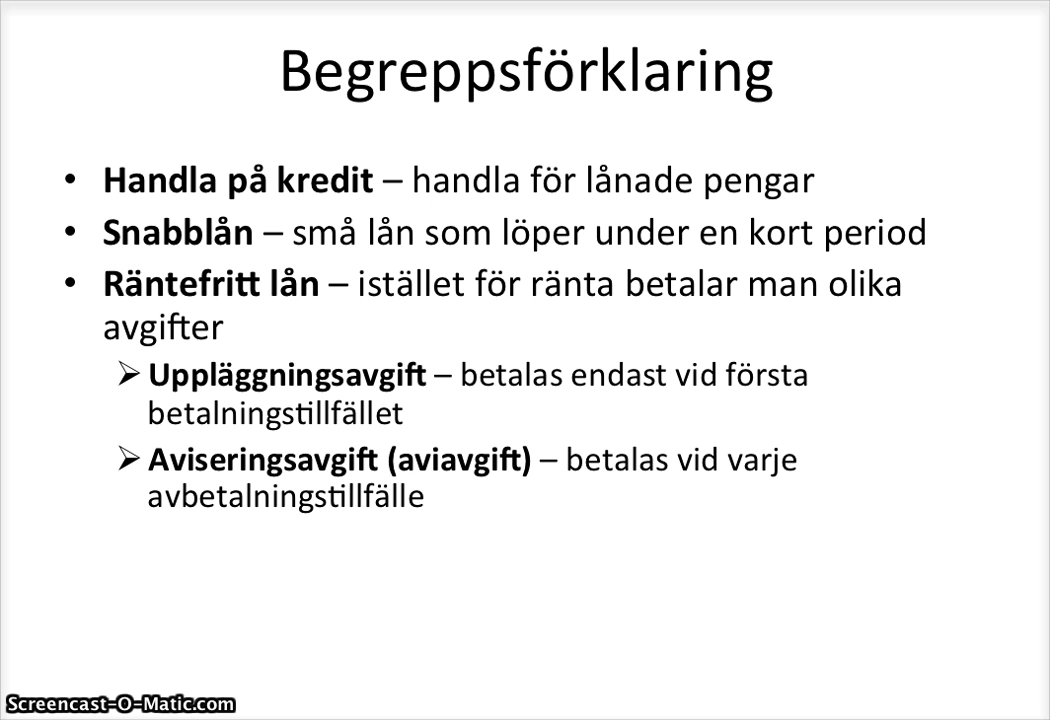 Begreppsförklaring
• Handla på kredit – handla för lånade pengar
• Snabblån – små lån som löper under en kort period
• Räntefritt lån – istället för ränta betalar man olika
avgifter
➢ Uppläggningsavgift – betalas endast vid första
betalningstillfället
➢ Aviseringsavgift (aviavgift) – betalas vid varje
avbetalningstillfälle
Screencast-O-Matic.com